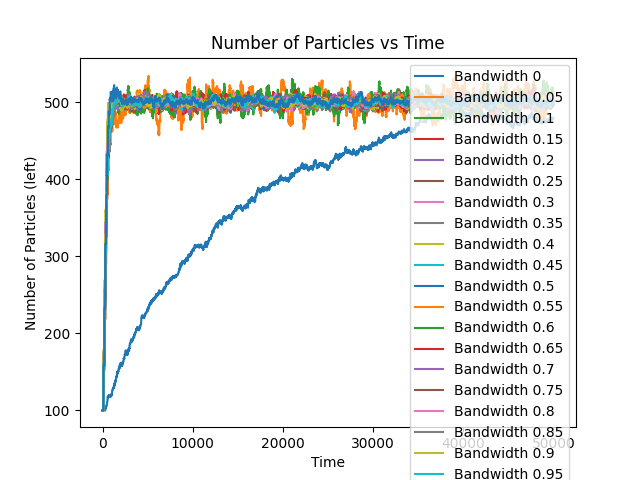 Number of Particles vs Time
Number of Particles (left)
500
400
300
200
100
0
10000
20000
30000
40000
50000
Time
Bandwidth 0
Bandwidth 0.05
Bandwidth 0.1
Bandwidth 0.15
Bandwidth 0.2
Bandwidth 0.25
Bandwidth 0.3
Bandwidth 0.35
Bandwidth 0.4
Bandwidth 0.45
Bandwidth 0.5
Bandwidth 0.55
Bandwidth 0.6
Bandwidth 0.65
Bandwidth 0.7
Bandwidth 0.75
Bandwidth 0.8
Bandwidth 0.85
Bandwidth 0.9
Bandwidth 0.95